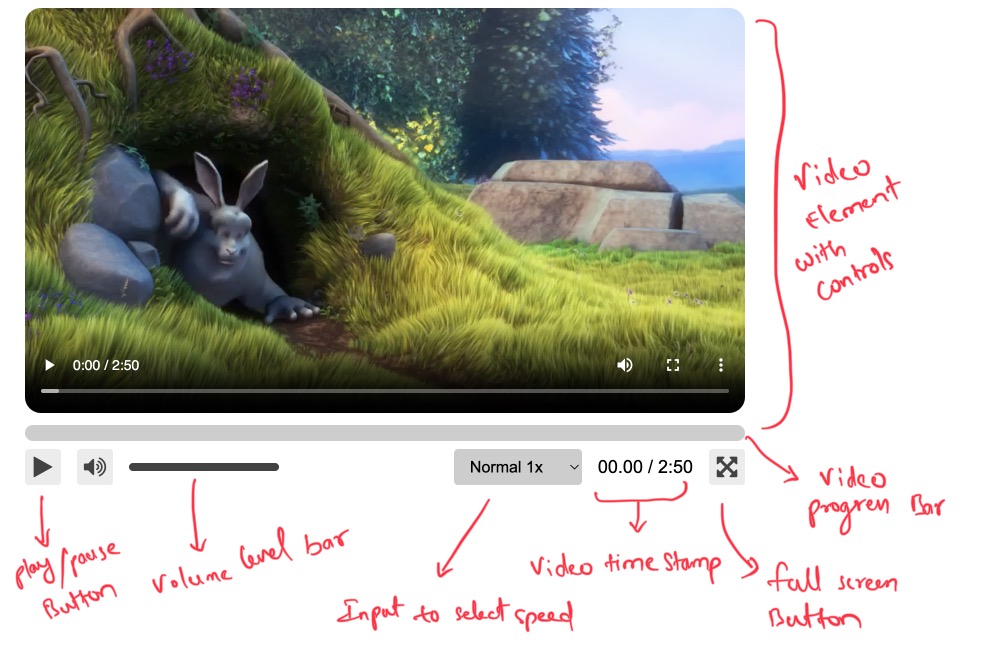 Video
Element
with
Controls
0:00 / 2:50
Normal 1x
00.00 / 2:50
Video
progren Bar
play/pause
Button
Volume level bar
Input to select speed
Video time Stamp
full screen
Button